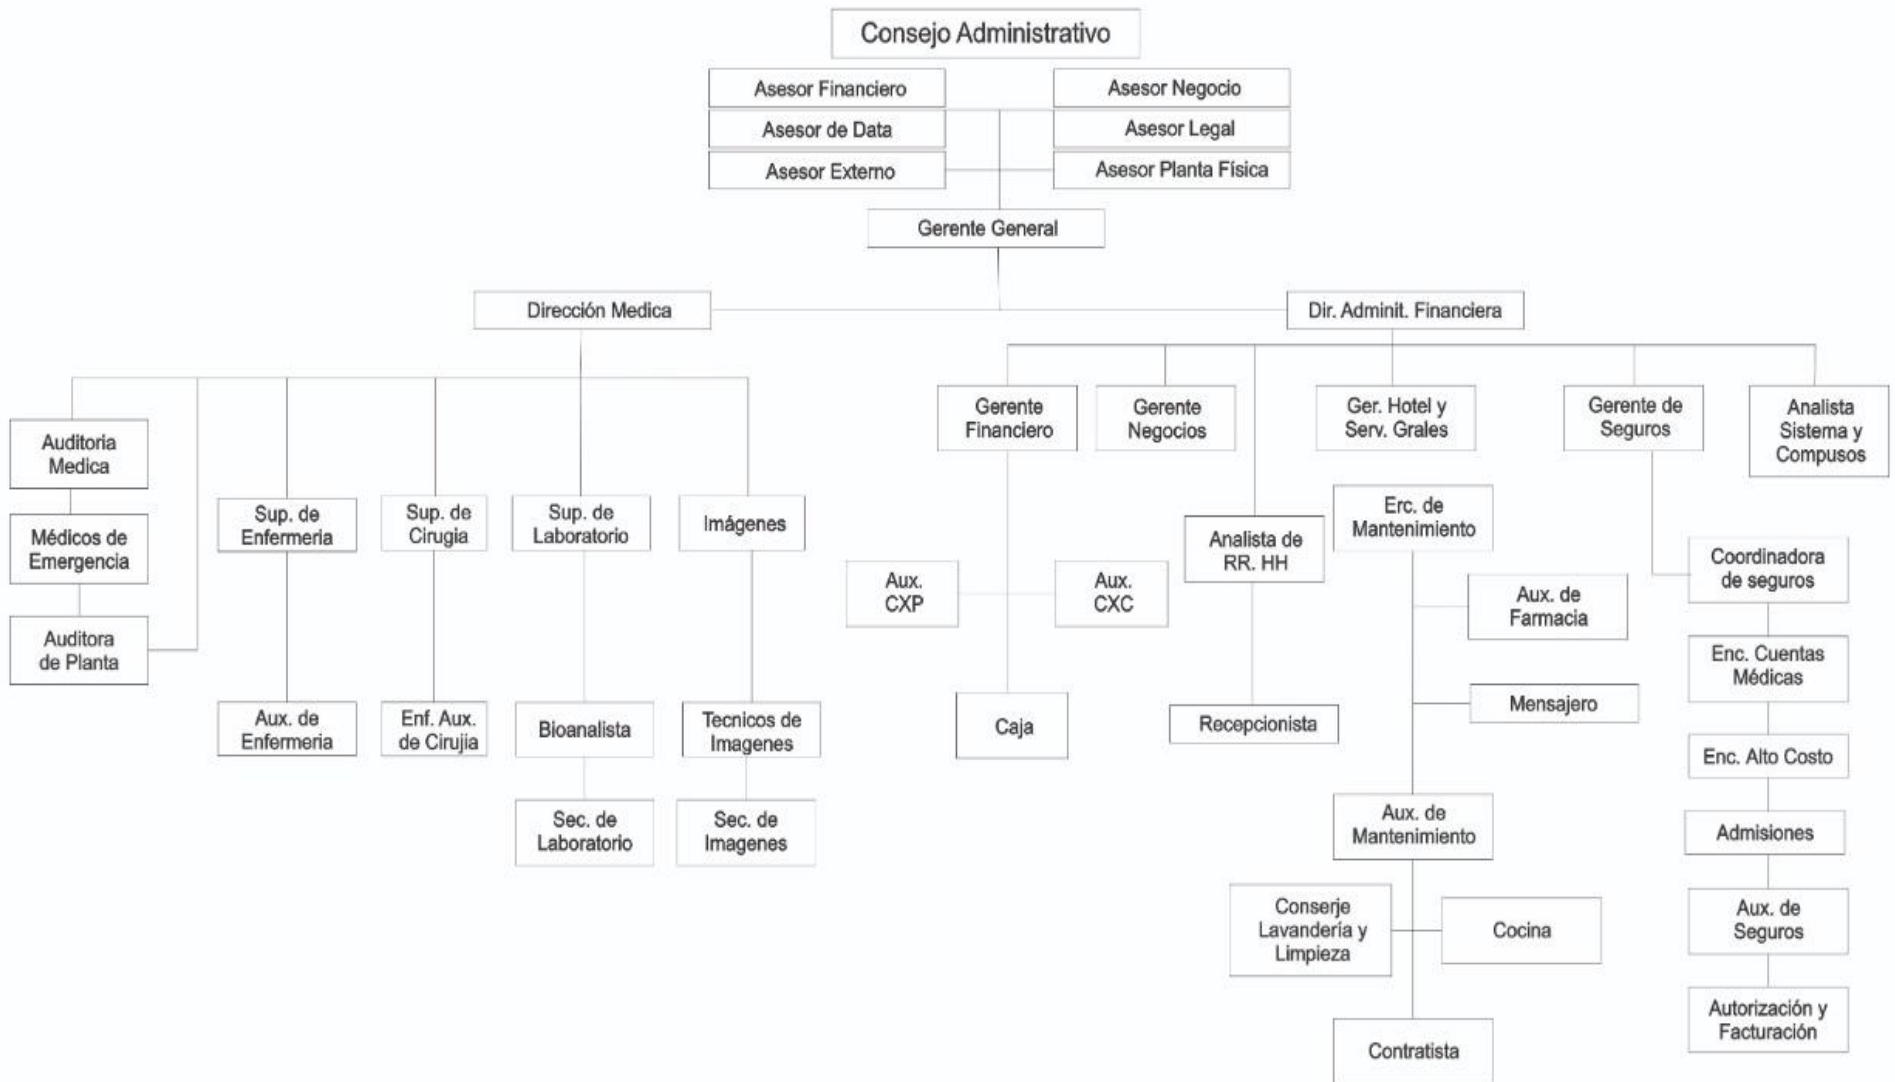 Consejo Administrativo
Asesor Financiero
Asesor Negocio
Asesor de Data
Asesor Legal
Asesor Externo
Asesor Planta Física
Gerente General
Dirección Medica
Dir. Adminit. Financiera
Auditoria
Medica
Médicos de
Emergencia
Auditora
de Planta
Sup. de
Enfermeria
Aux. de
Enfermeria
Sup. de
Cirugia
Enf. Aux.
de Cirujia
Sup. de
Laboratorio
Bioanalista
Sec. de
Laboratorio
Imágenes
Tecnicos de
Imagenes
Sec. de
Imagenes
Gerente
Financiero
Aux.
CXP
Aux.
CXC
Caja
Gerente
Negocios
Analista de
RR. HH
Recepcionista
Ger. Hotel y
Serv. Grales
Erc. de
Mantenimiento
Aux. de
Farmacia
Mensajero
Aux. de
Mantenimiento
Conserje
Lavandería y
Limpieza
Cocina
Contratista
Gerente de
Seguros
Coordinadora
de seguros
Enc. Cuentas
Médicas
Enc. Alto Costo
Admisiones
Aux. de
Seguros
Autorización y
Facturación
Analista
Sistema y
Compusos